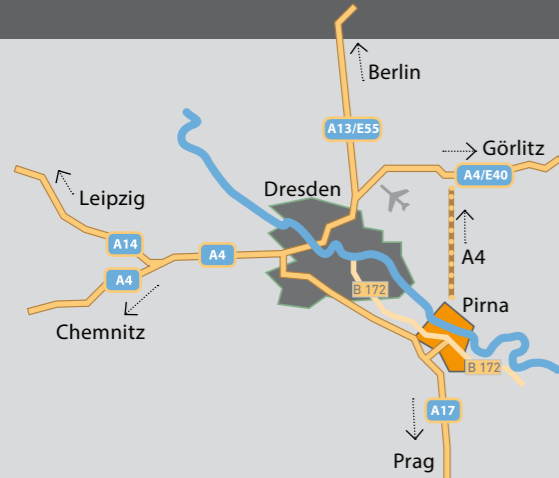 Berlin
A13/E55
Görlitz
A4/E40
Leipzig
Dresden
A14
A4
A4
A4
Chemnitz
B 172
Pirna
B 172
A17
Prag